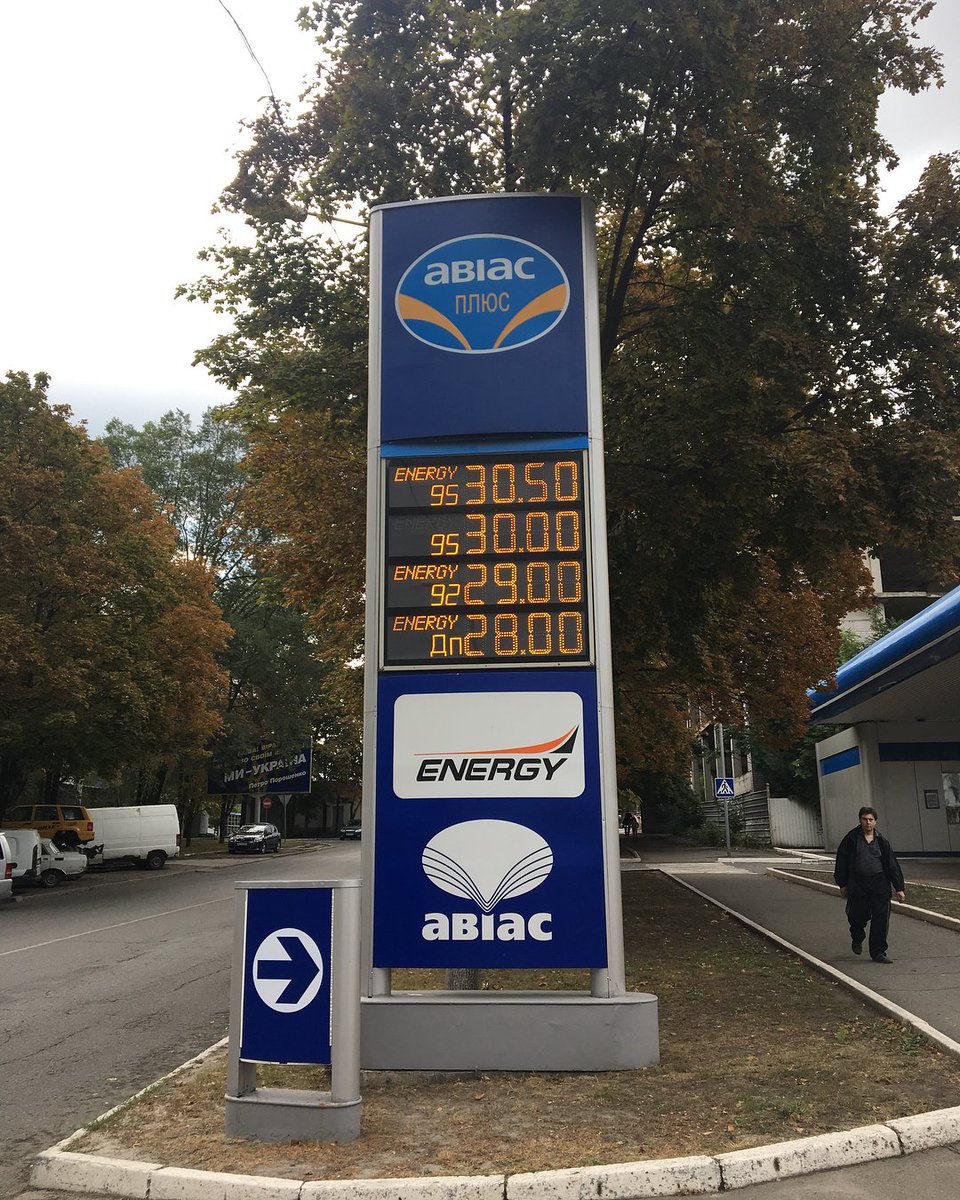 авіас
ПЛЮС
ENERGY
95 30.50
ENERGY
95 30.00
ENERGY
92 29.00
ENERGY
Дп 28.00
ENERGY
авіас
МИ-УКРАЇНА
Петро Порошенко